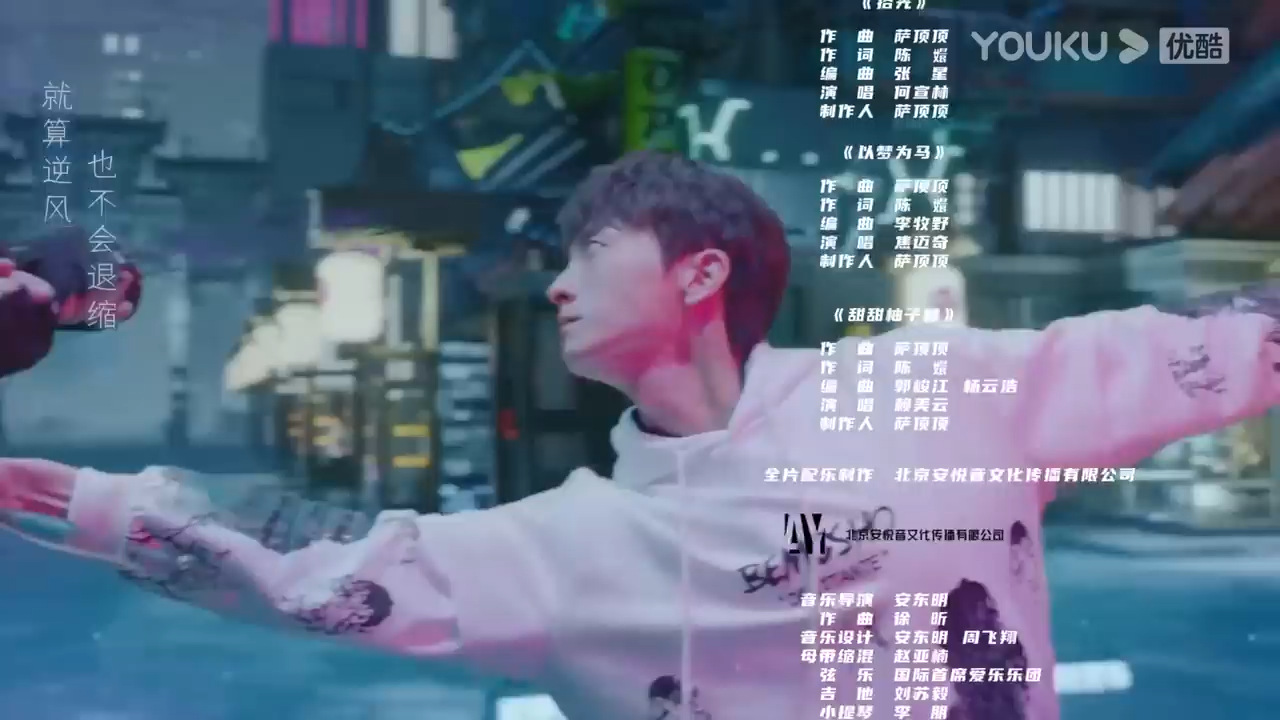 就算逆风
也不会退缩
YOUKU 优酷
《拾光》
作 曲 萨顶顶
作 词 陈 㬇
编 曲 张 星
演 唱 何宣林
制作人 萨顶顶
《以梦为马》
作 曲 萨顶顶
作 词 陈
编 曲 李牧野
演 唱 焦迈奇
制作人 萨顶顶
《甜甜柚子
作 曲 萨顶顶
作 词 陈
编 曲 郭峻江 杨云浩
演 唱 赖美云
制作人 萨顶顶
全片配乐制作 北京安悦音文化传播有限公司
AY 北京安悦音文化传播有限公司
音乐导演 安东明
作 曲 徐 昕
音乐设计 安东明 周飞翔
母带缩混 赵亚楠
弦 乐 国际首席爱乐乐团
吉 他 刘苏毅
小提琴 李 朋